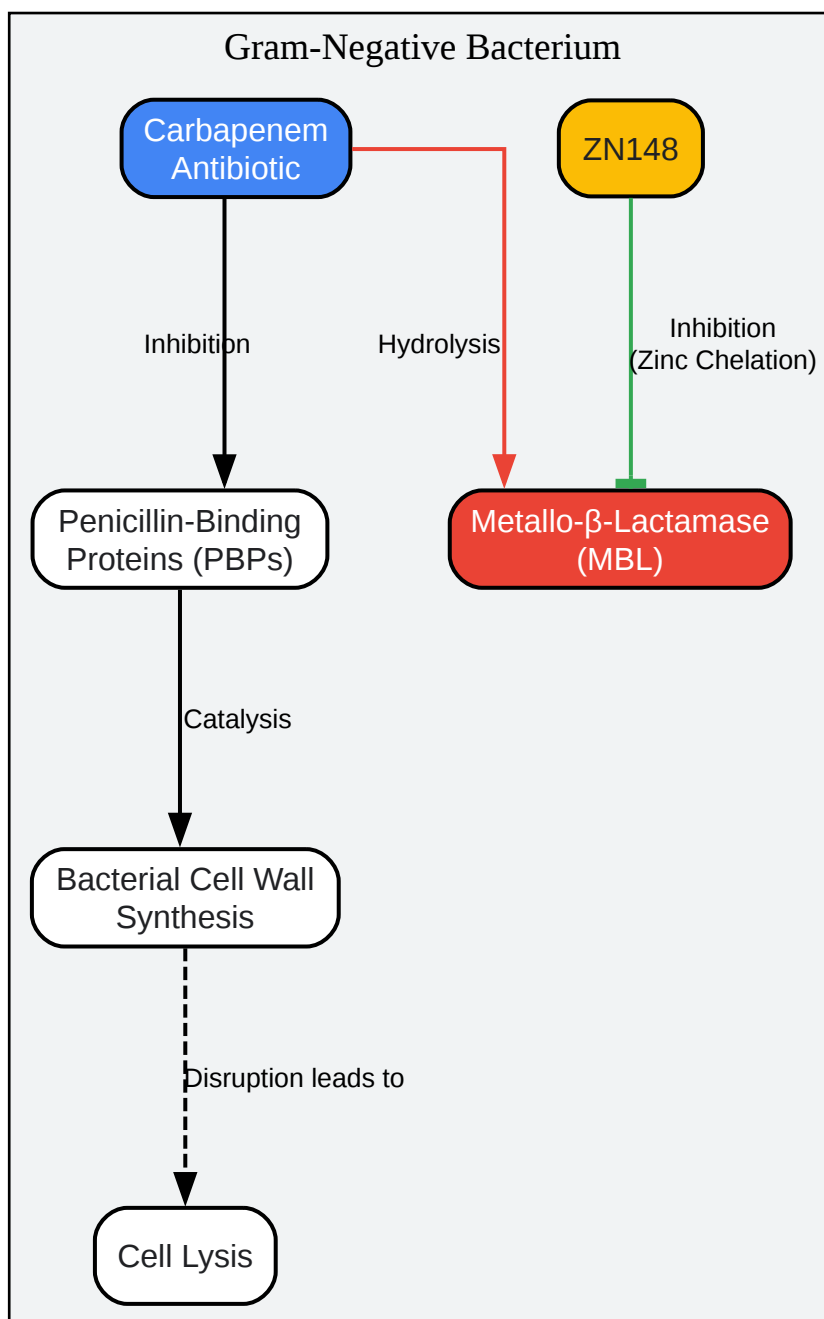 Gram-Negative Bacterium
Carbapenem
Antibiotic
ZN148
Inhibition
Hydrolysis
Inhibition
(Zinc Chelation)
Penicillin-Binding
Proteins (PBPs)
Metallo-β-Lactamase
(MBL)
Catalysis
Bacterial Cell Wall
Synthesis
Disruption leads to
Cell Lysis